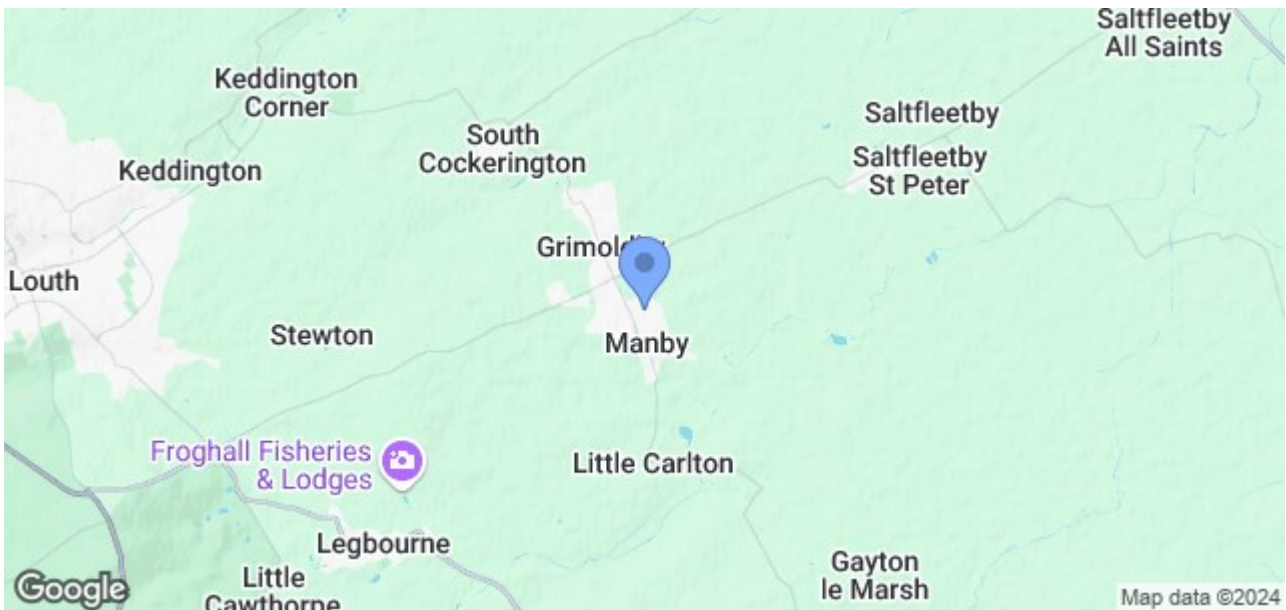 Saltfleetby
All Saints
Keddington
Corner
South
Cockerington
Saltfleetby
Keddington
Saltfleetby
St Peter
Louth
Stewton
Manby
Froghall Fisheries
& Lodges
Little Carlton
Legbourne
Gayton
le Marsh
Little
Cawthorpe
Google
Map data ©2024